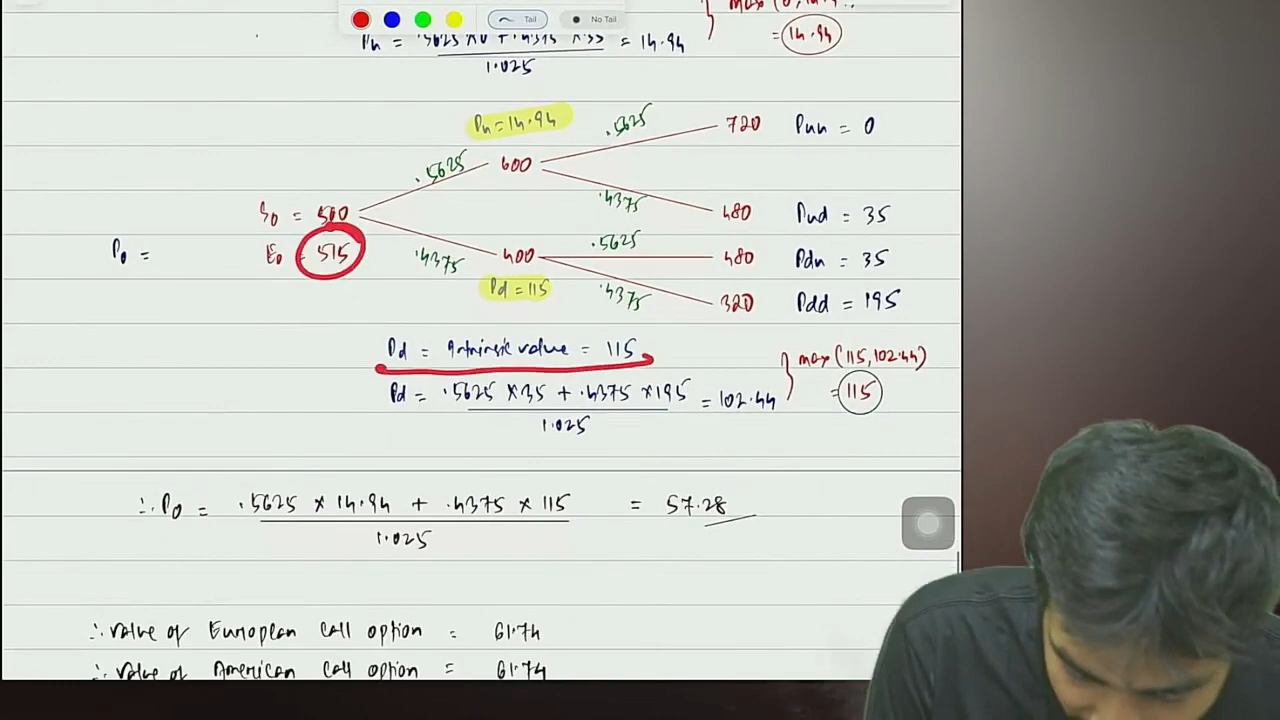 Tail No Tail
max (0, 14.94)
Pu = .5625 x 0 + .4375 x 35 = 14.94
= 14.94
1.025
Pu = 14.94 .5625 720 Puu = 0
.5625 600
.4375 480 Pud = 35
S0 = 500
.5625
P0 = E0 = 515 .4375 400 480 Pdu = 35
Pd = 115 .4375 320 Pdd = 195
Pd = Intrinsic value = 115
max (115, 102.44)
Pd = .5625 x 35 + .4375 x 195 = 102.44
= 115
1.025
∴ P0 = .5625 x 14.94 + .4375 x 115 = 57.28
1.025
∴ value of European call option = 61.74
∴ value of American call option = 61.74